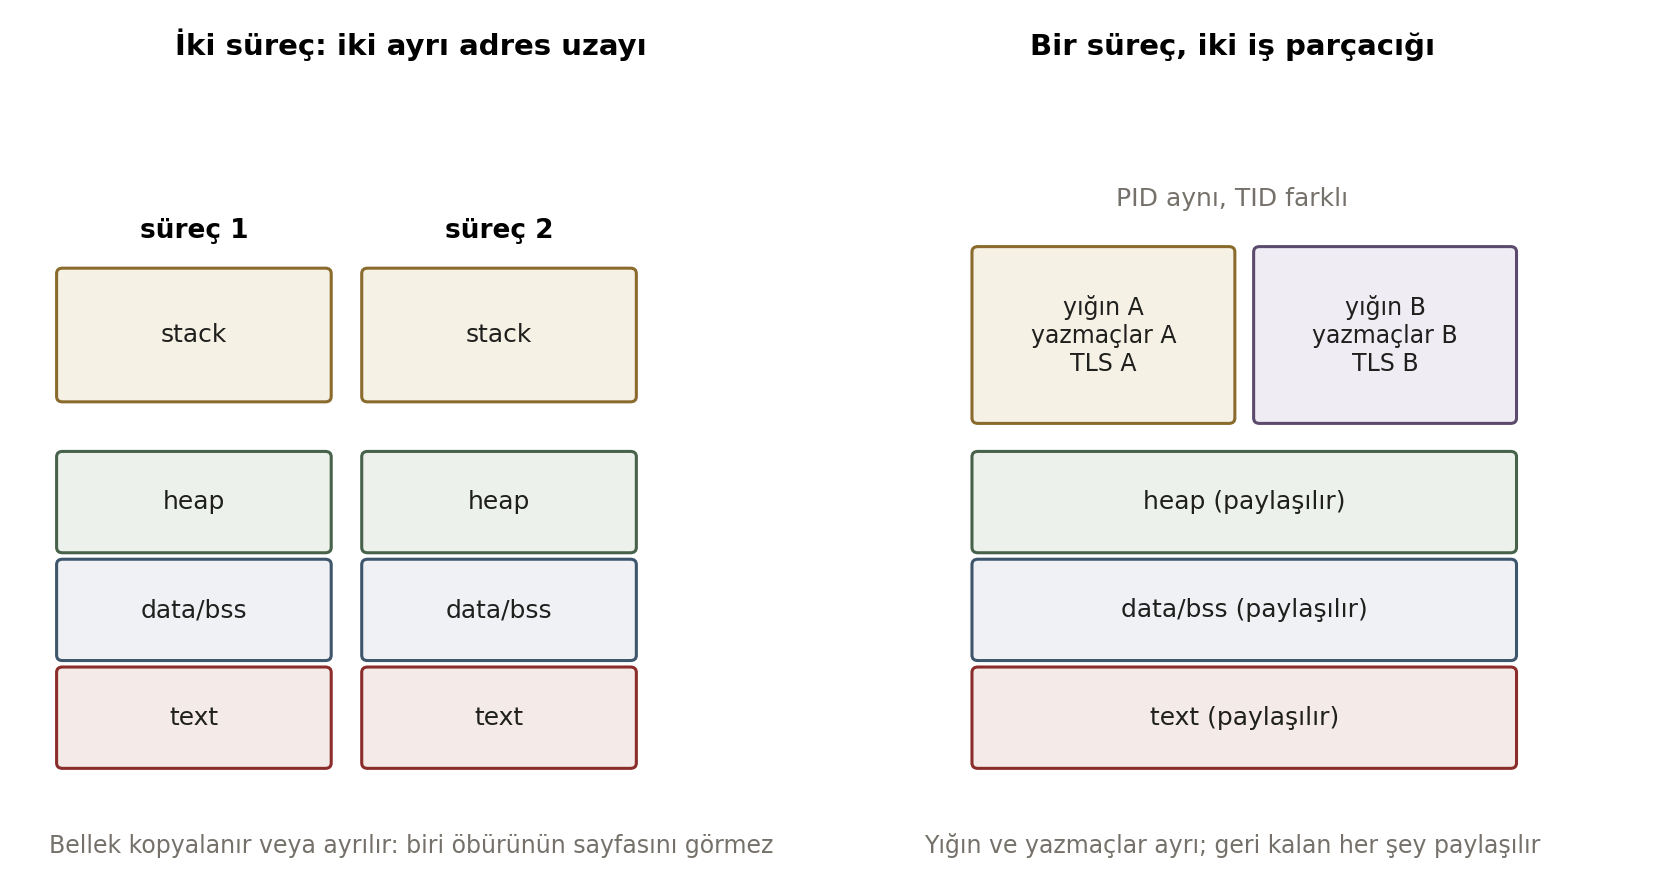 İki süreç: iki ayrı adres uzayı
süreç 1
süreç 2
stack
stack
heap
heap
data/bss
data/bss
text
text
Bellek kopyalanır veya ayrılır: biri öbürünün sayfasını görmez
Bir süreç, iki iş parçacığı
PID aynı, TID farklı
yığın A
yazmaçlar A
TLS A
yığın B
yazmaçlar B
TLS B
heap (paylaşılır)
data/bss (paylaşılır)
text (paylaşılır)
Yığın ve yazmaçlar ayrı; geri kalan her şey paylaşılır